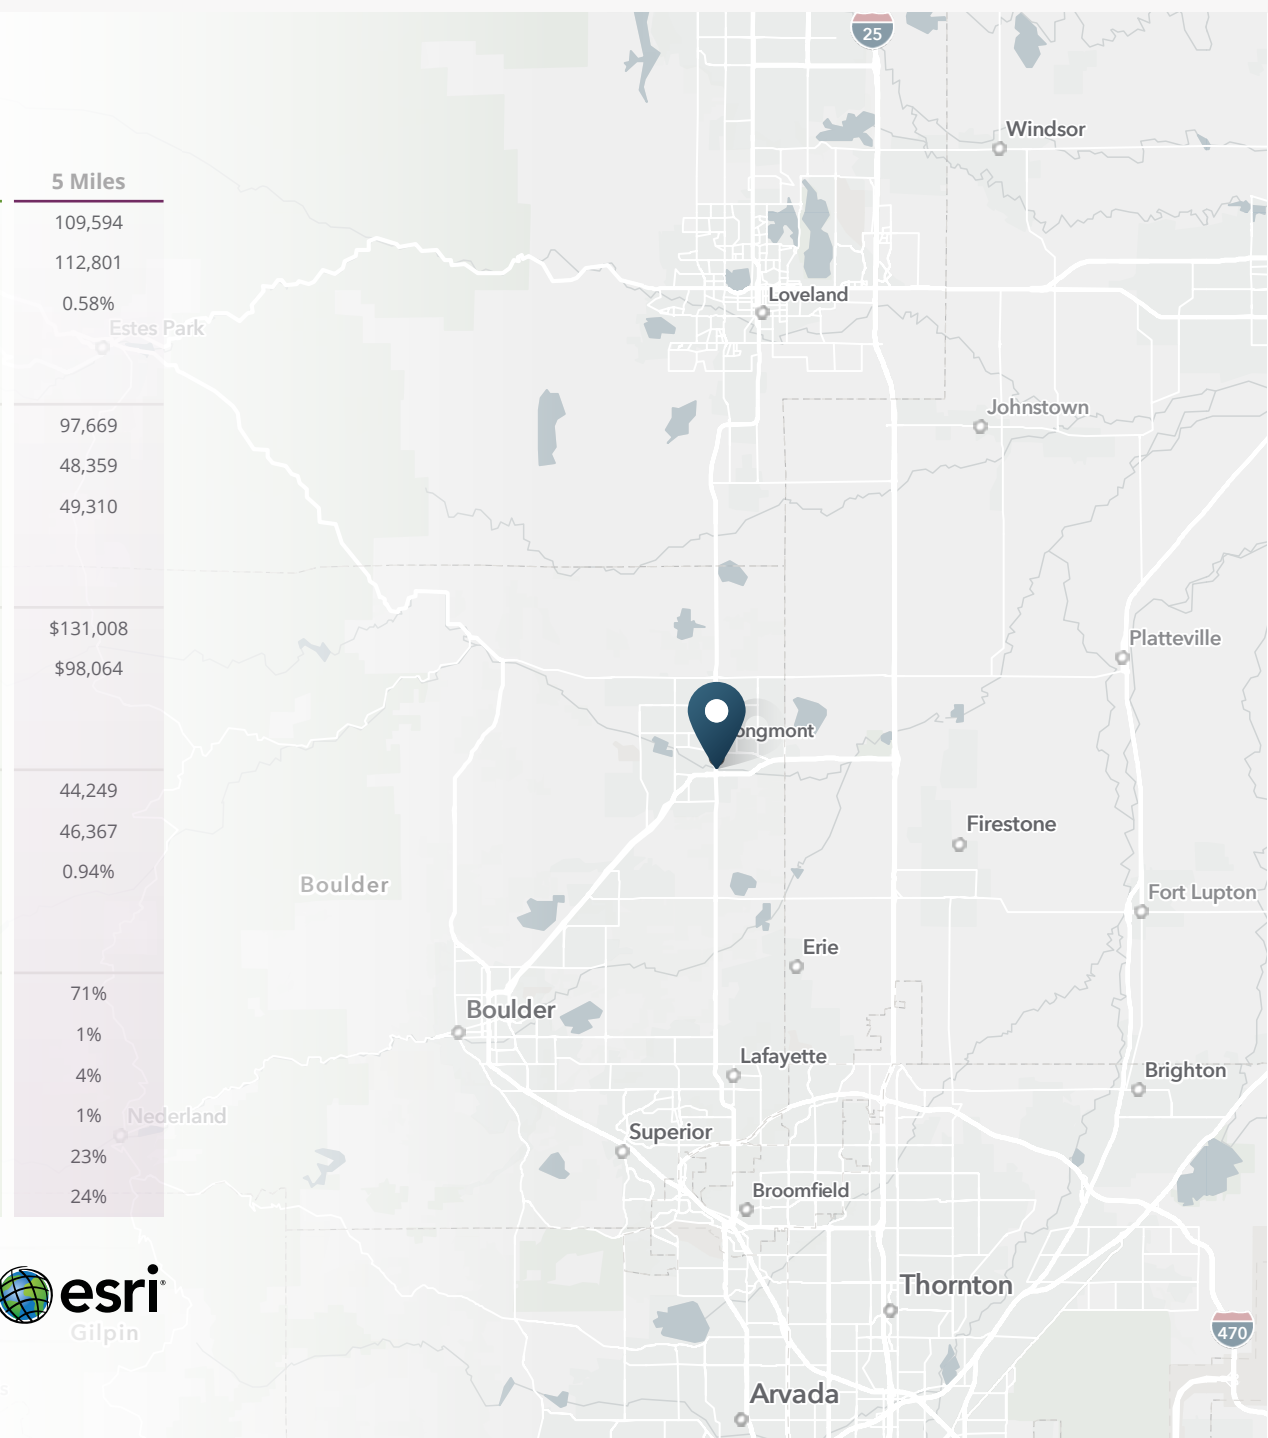 5 Miles
109,594
112,801
0.58%
97,669
48,359
49,310
$131,008
$98,064
44,249
46,367
0.94%
71%
1%
4%
1%
23%
24%
esri
Gilpin
25
Windsor
Loveland
Estes Park
Johnstown
Platteville
ongmont
Firestone
Boulder
Fort Lupton
Erie
Boulder
Lafayette
Brighton
Nederland
Superior
Broomfield
Thornton
470
Arvada